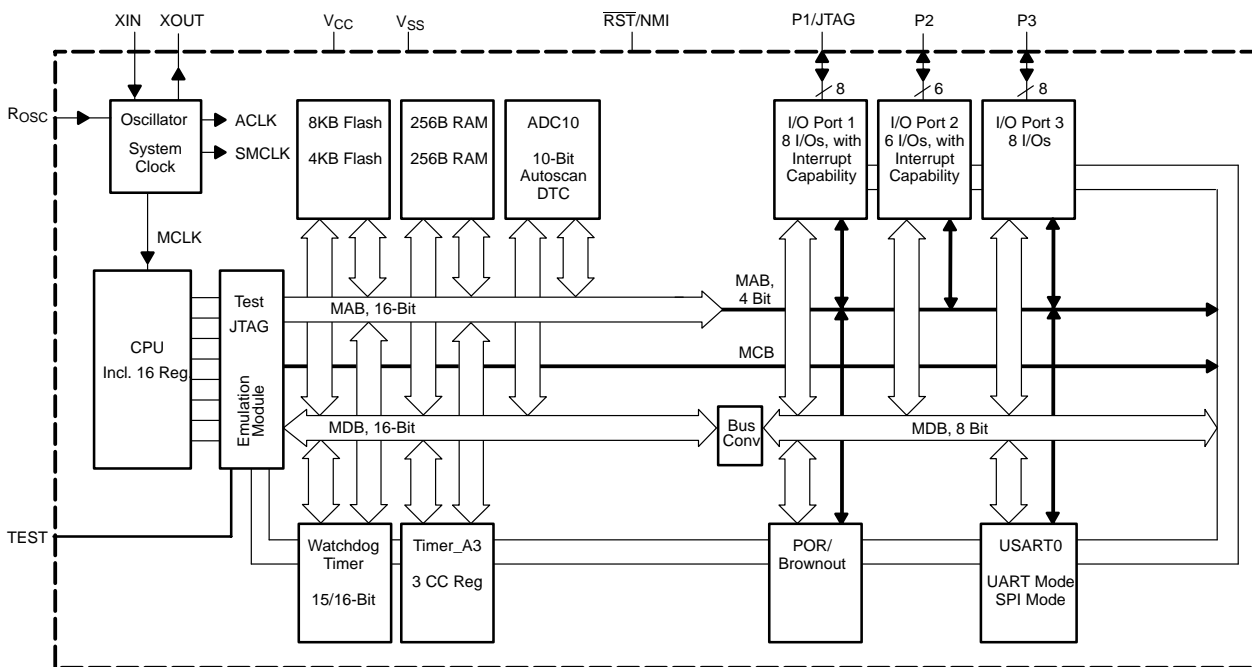 XIN XOUT VCC VSS RST/NMI P1/JTAG P2 P3
8 6 8
ROSC
Oscillator
System
Clock
ACLK
SMCLK
8KB Flash
4KB Flash
256B RAM
256B RAM
ADC10
10-Bit
Autoscan
DTC
I/O Port 1
8 I/Os, with
Interrupt
Capability
I/O Port 2
6 I/Os, with
Interrupt
Capability
I/O Port 3
8 I/Os
MCLK
CPU
Incl. 16 Reg.
Test
JTAG
Emulation
Module
MAB, 16-Bit
MAB,
4 Bit
MCB
MDB, 16-Bit
Bus
Conv
MDB, 8 Bit
TEST
Watchdog
Timer
15/16-Bit
Timer_A3
3 CC Reg
POR/
Brownout
USART0
UART Mode
SPI Mode